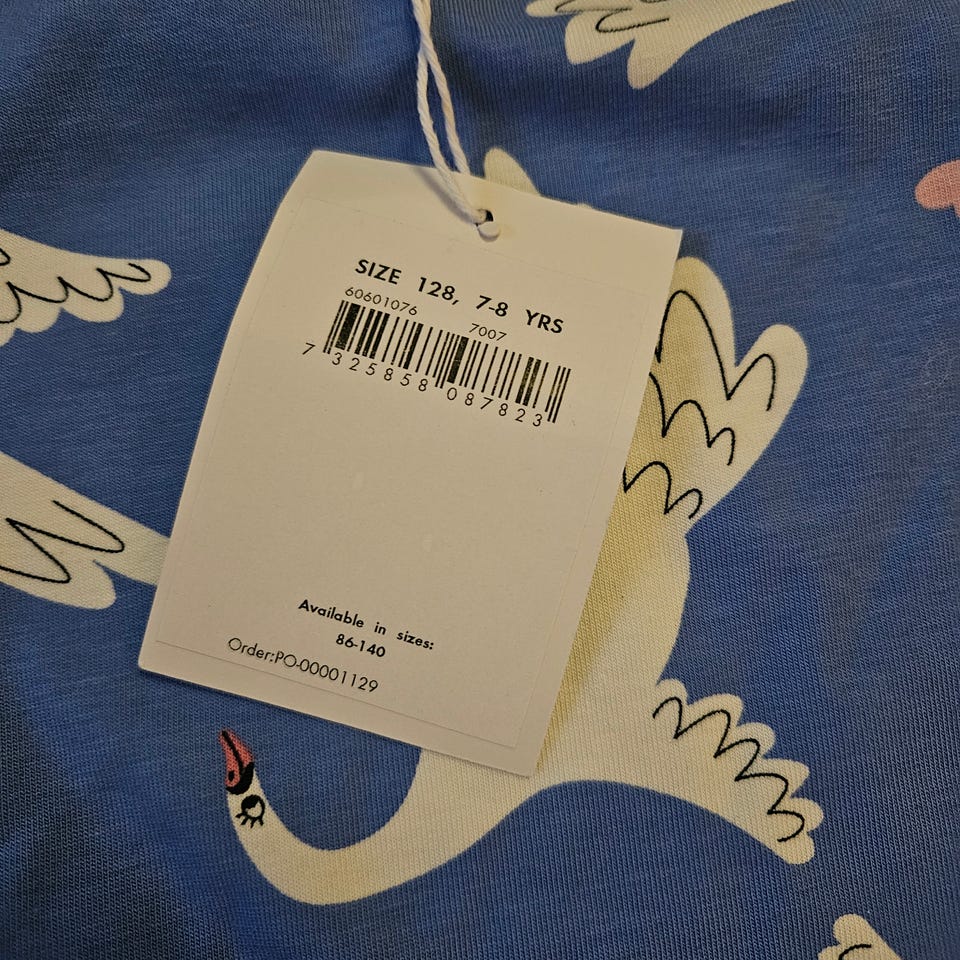 SIZE 128, 7-8 YRS
60601076 7007
7 325858 087823
Available in sizes:
86-140
Order:PO-00001129